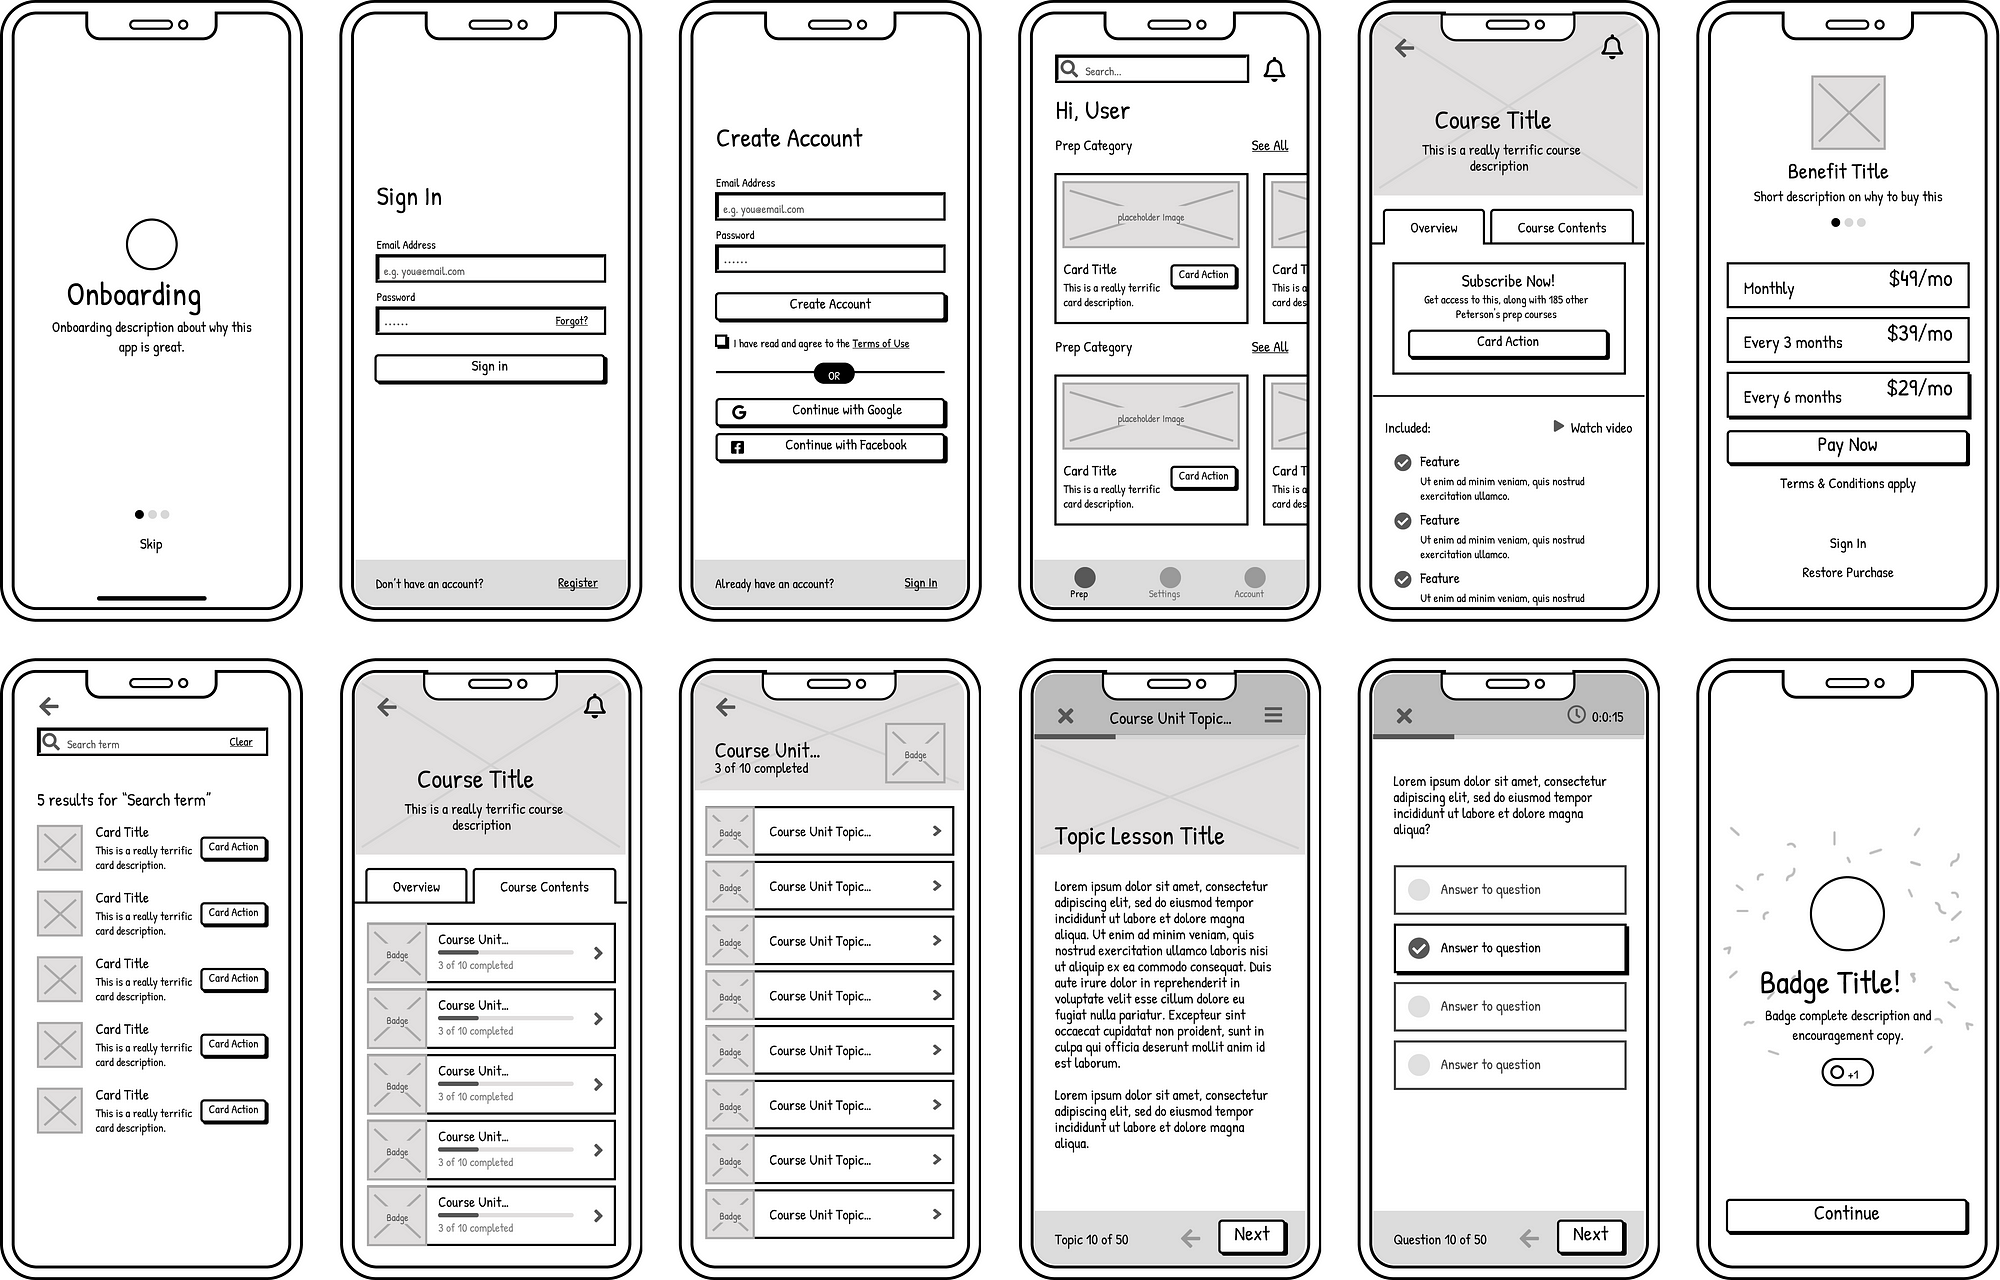 Onboarding
Onboarding description about why this
app is great.
Skip
Sign In
Email Address
e.g. you@email.com
Password
......
Forgot?
Sign in
Don't have an account?
Register
Create Account
Email Address
e.g. you@email.com
Password
......
Create Account
I have read and agree to the Terms of Use
OR
Continue with Google
Continue with Facebook
Already have an account?
Sign In
Search...
Hi, User
Prep Category
See All
placeholder Image
Card Title
This is a really terrific
card description.
Card Action
Card T
This is a
card des
Prep Category
See All
placeholder Image
Card Title
This is a really terrific
card description.
Card Action
Card T
This is a
card des
Prep
Settings
Account
Course Title
This is a really terrific course
description
Overview
Course Contents
Subscribe Now!
Get access to this, along with 185 other
Peterson's prep courses
Card Action
Included:
Watch video
Feature
Ut enim ad minim veniam, quis nostrud
exercitation ullamco.
Feature
Ut enim ad minim veniam, quis nostrud
exercitation ullamco.
Feature
Ut enim ad minim veniam, quis nostrud
Benefit Title
Short description on why to buy this
Monthly
$49/mo
Every 3 months
$39/mo
Every 6 months
$29/mo
Pay Now
Terms & Conditions apply
Sign In
Restore Purchase
Search term
Clear
5 results for “Search term”
Card Title
This is a really terrific
card description.
Card Action
Card Title
This is a really terrific
card description.
Card Action
Card Title
This is a really terrific
card description.
Card Action
Card Title
This is a really terrific
card description.
Card Action
Card Title
This is a really terrific
card description.
Card Action
Course Title
This is a really terrific course
description
Overview
Course Contents
Badge
Course Unit...
3 of 10 completed
Badge
Course Unit...
3 of 10 completed
Badge
Course Unit...
3 of 10 completed
Badge
Course Unit...
3 of 10 completed
Badge
Course Unit...
3 of 10 completed
Course Unit...
3 of 10 completed
Badge
Badge
Course Unit Topic...
Badge
Course Unit Topic...
Badge
Course Unit Topic...
Badge
Course Unit Topic...
Badge
Course Unit Topic...
Badge
Course Unit Topic...
Badge
Course Unit Topic...
Badge
Course Unit Topic...
Course Unit Topic...
Topic Lesson Title
Lorem ipsum dolor sit amet, consectetur
adipiscing elit, sed do eiusmod tempor
incididunt ut labore et dolore magna
aliqua. Ut enim ad minim veniam, quis
nostrud exercitation ullamco laboris nisi
ut aliquip ex ea commodo consequat. Duis
aute irure dolor in reprehenderit in
voluptate velit esse cillum dolore eu
fugiat nulla pariatur. Excepteur sint
occaecat cupidatat non proident, sunt in
culpa qui officia deserunt mollit anim id
est laborum.
Lorem ipsum dolor sit amet, consectetur
adipiscing elit, sed do eiusmod tempor
incididunt ut labore et dolore magna
aliqua.
Topic 10 of 50
Next
0:0:15
Lorem ipsum dolor sit amet, consectetur
adipiscing elit, sed do eiusmod tempor
incididunt ut labore et dolore magna
aliqua?
Answer to question
Answer to question
Answer to question
Answer to question
Question 10 of 50
Next
Badge Title!
Badge complete description and
encouragement copy.
+1
Continue